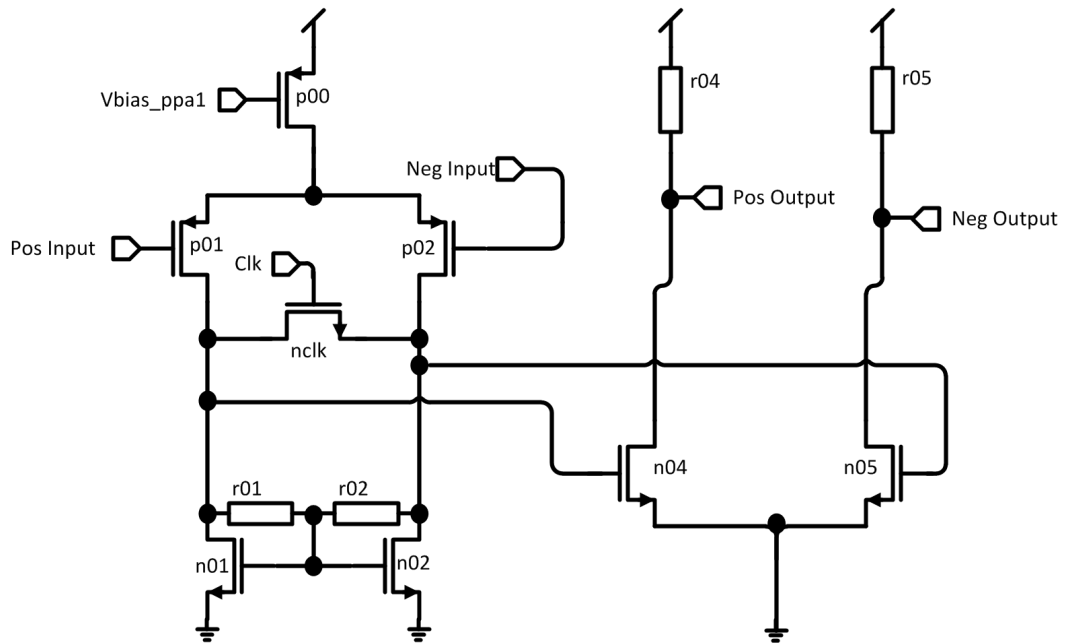 r04
r05
Vbias_ppa1
p00
Neg Input
Pos Output
Neg Output
Pos Input
p01
p02
Clk
nclk
n04
n05
r01
r02
n01
n02